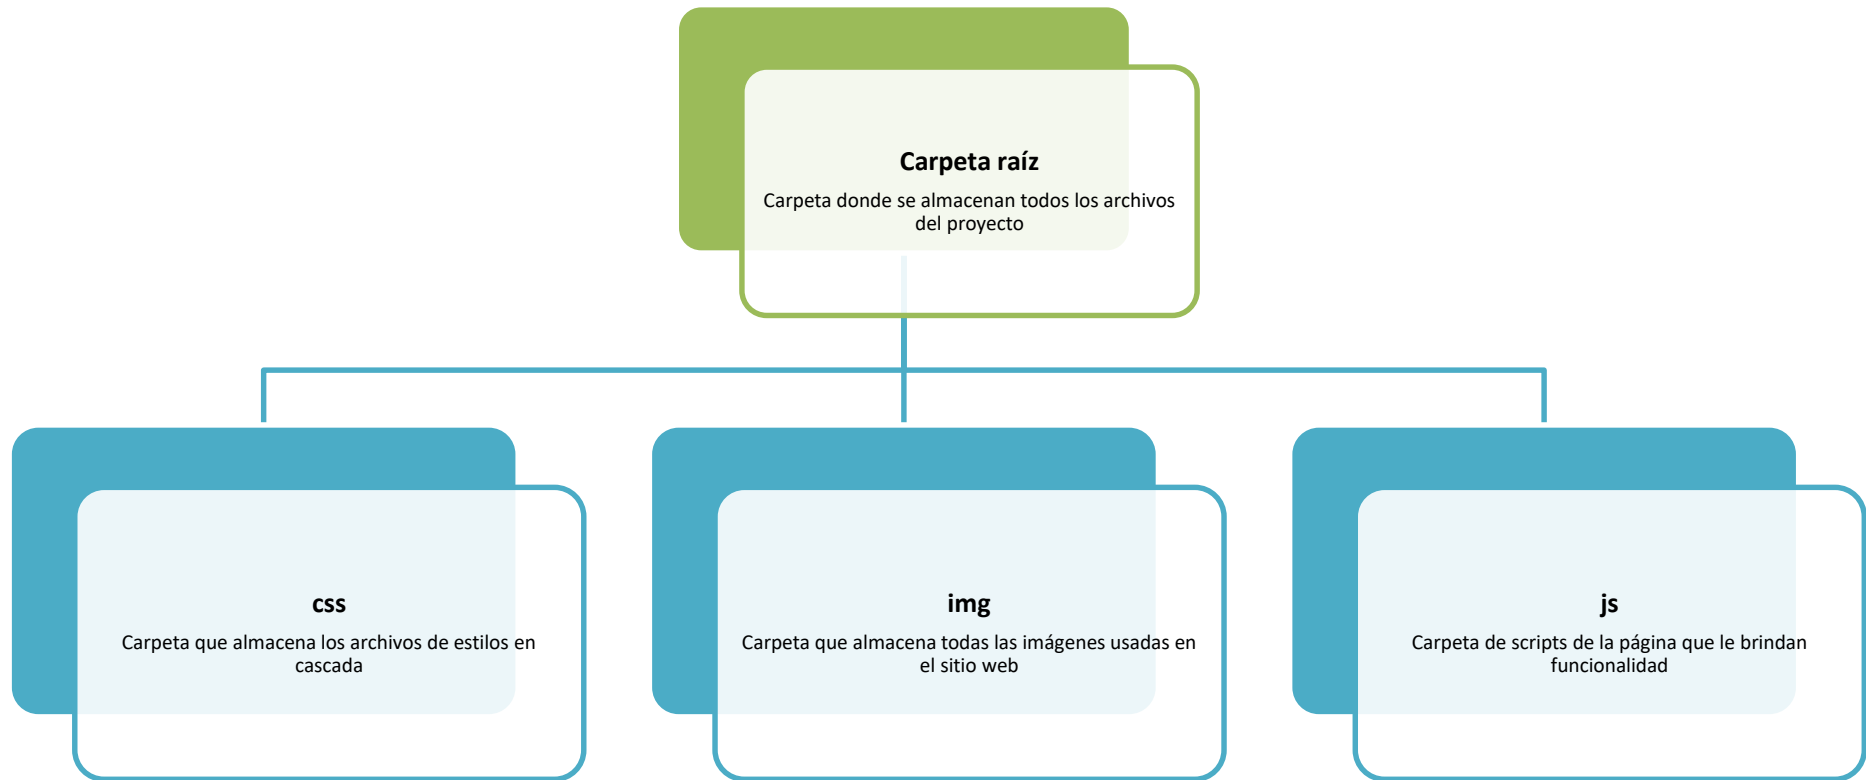 Carpeta raíz
Carpeta donde se almacenan todos los archivos
del proyecto
css
Carpeta que almacena los archivos de estilos en
cascada
img
Carpeta que almacena todas las imágenes usadas en
el sitio web
js
Carpeta de scripts de la página que le brindan
funcionalidad